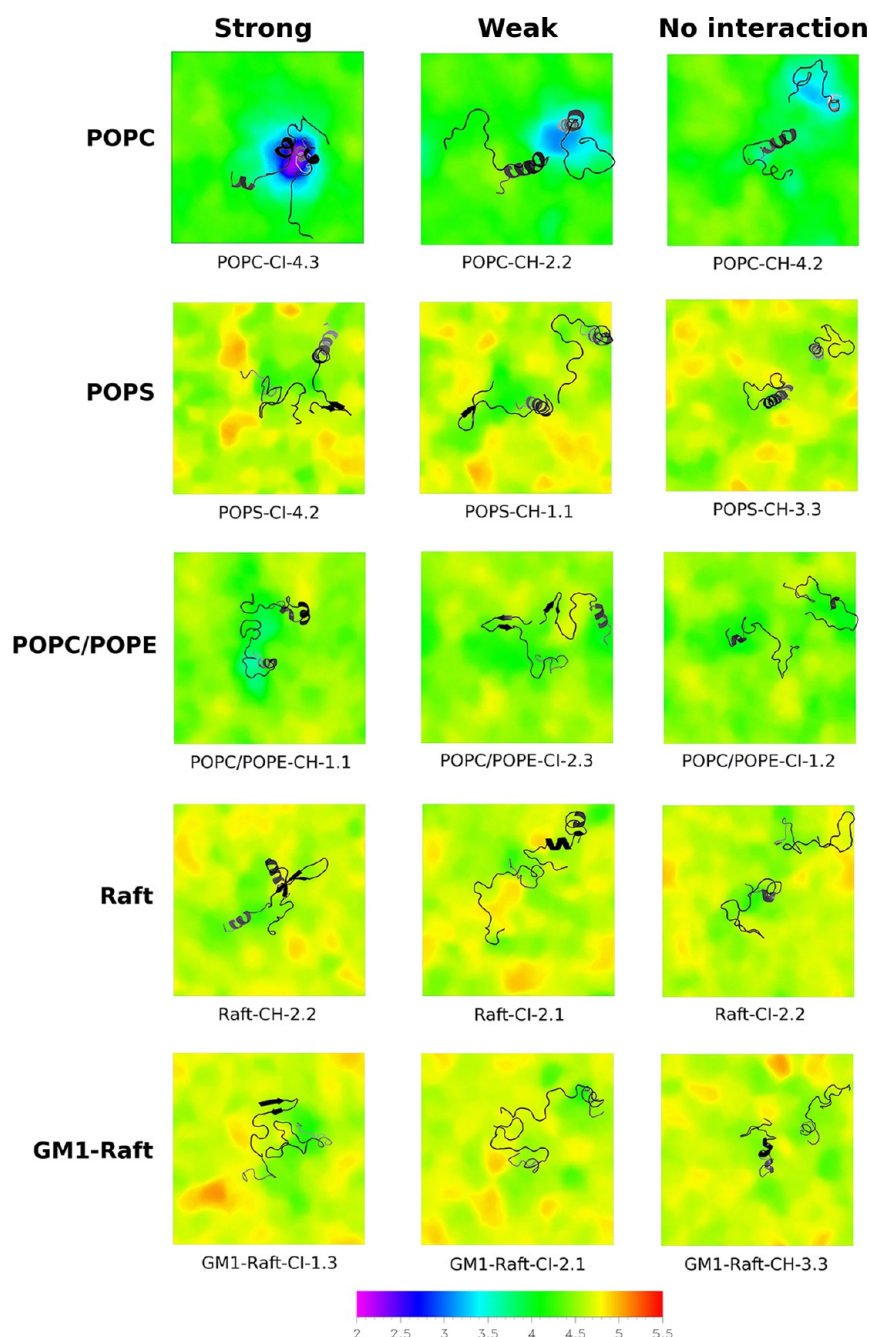 Strong Weak No interaction
POPC
POPC-CI-4.3 POPC-CH-2.2 POPC-CH-4.2
POPS
POPS-CI-4.2 POPS-CH-1.1 POPS-CH-3.3
POPC/POPE
POPC/POPE-CH-1.1 POPC/POPE-CI-2.3 POPC/POPE-CI-1.2
Raft
Raft-CH-2.2 Raft-CI-2.1 Raft-CI-2.2
GM1-Raft
GM1-Raft-CI-1.3 GM1-Raft-CI-2.1 GM1-Raft-CH-3.3
2 2.5 3 3.5 4 4.5 5 5.5